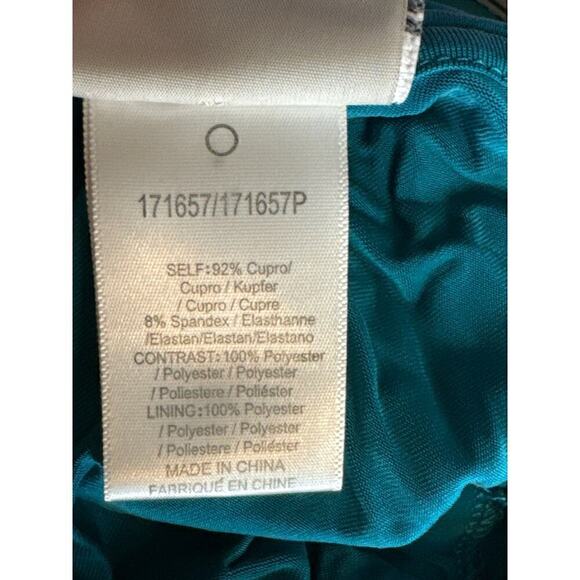 171657/171657P
SELF:92% Cupro/
Cupro / Kupfer
/ Cupro / Cupre
8% Spandex / Elasthanne
/Elastan/Elastan/Elastano
CONTRAST:100% Polyester
/ Polyester / Polyester
/ Poliestere / Poliéster
LINING:100% Polyester
/ Polyester / Polyester
/ Poliestere / Poliéster
MADE IN CHINA
FABRIQUÉ EN CHINE